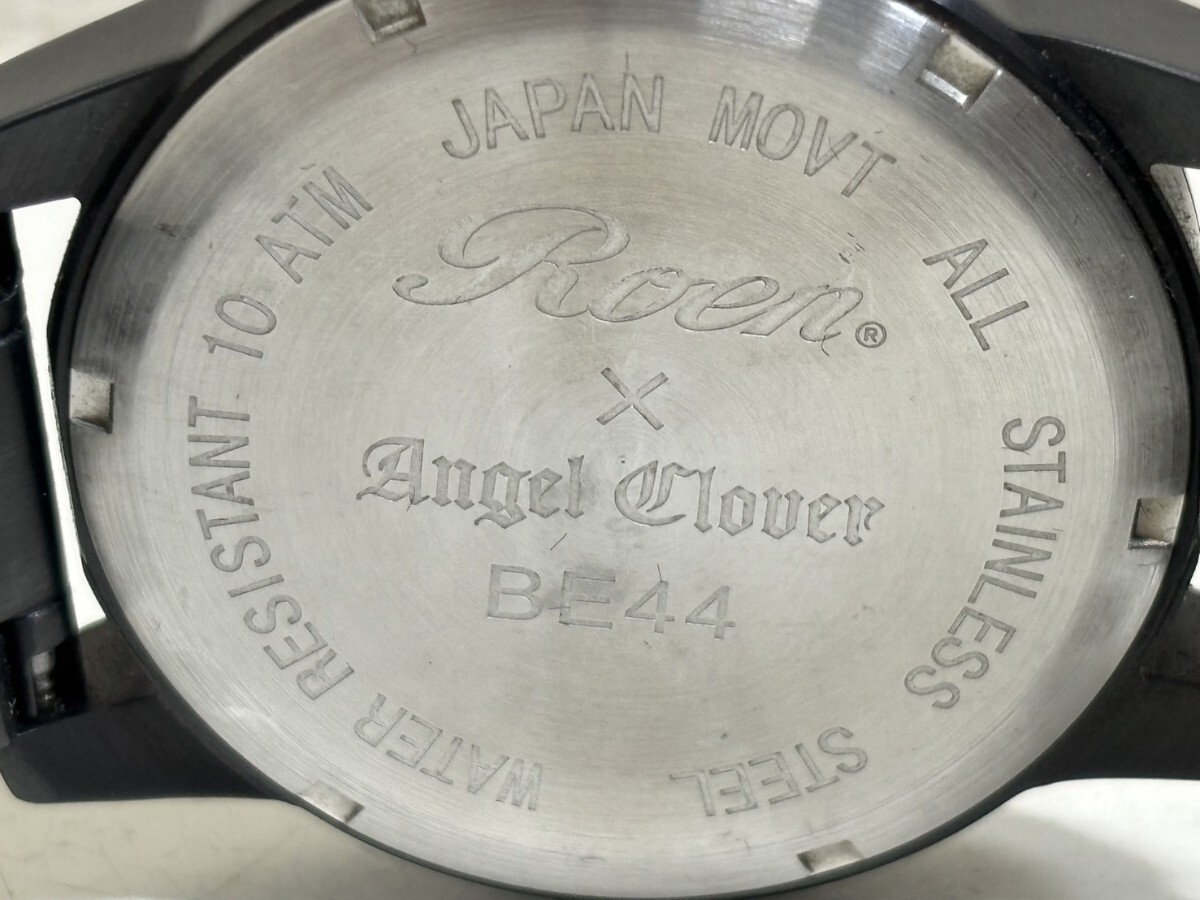 JAPAN MOVT ALL STAINLESS STEEL WATER RESISTANT 10 ATM
Roen®
×
Angel Clover
BE44